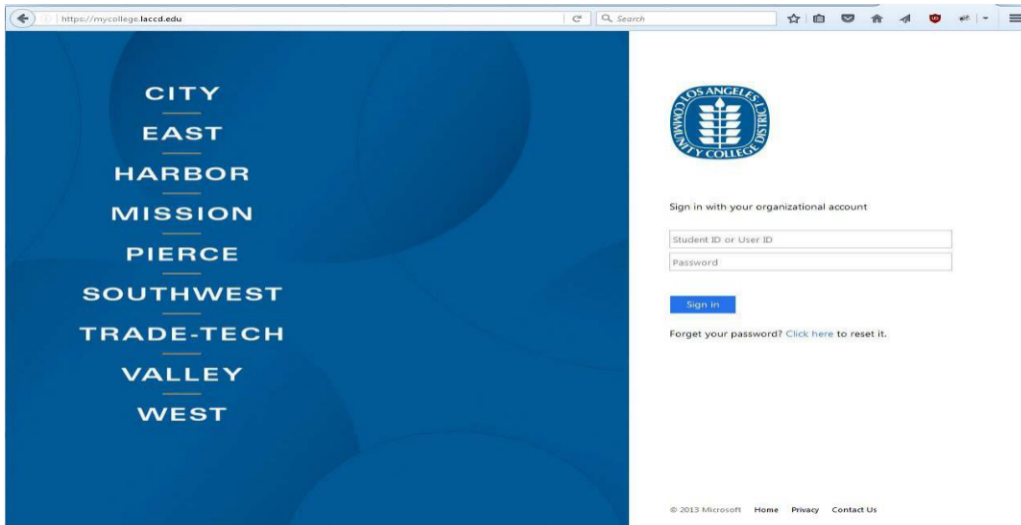 https://mycollege.laccd.edu
Search
CITY
EAST
HARBOR
MISSION
PIERCE
SOUTHWEST
TRADE-TECH
VALLEY
WEST
LOS ANGELES
COMMUNITY COLLEGE DISTRICT
Sign in with your organizational account
Student ID or User ID
Password
Sign in
Forget your password? Click here to reset it.
© 2013 Microsoft Home Privacy Contact Us